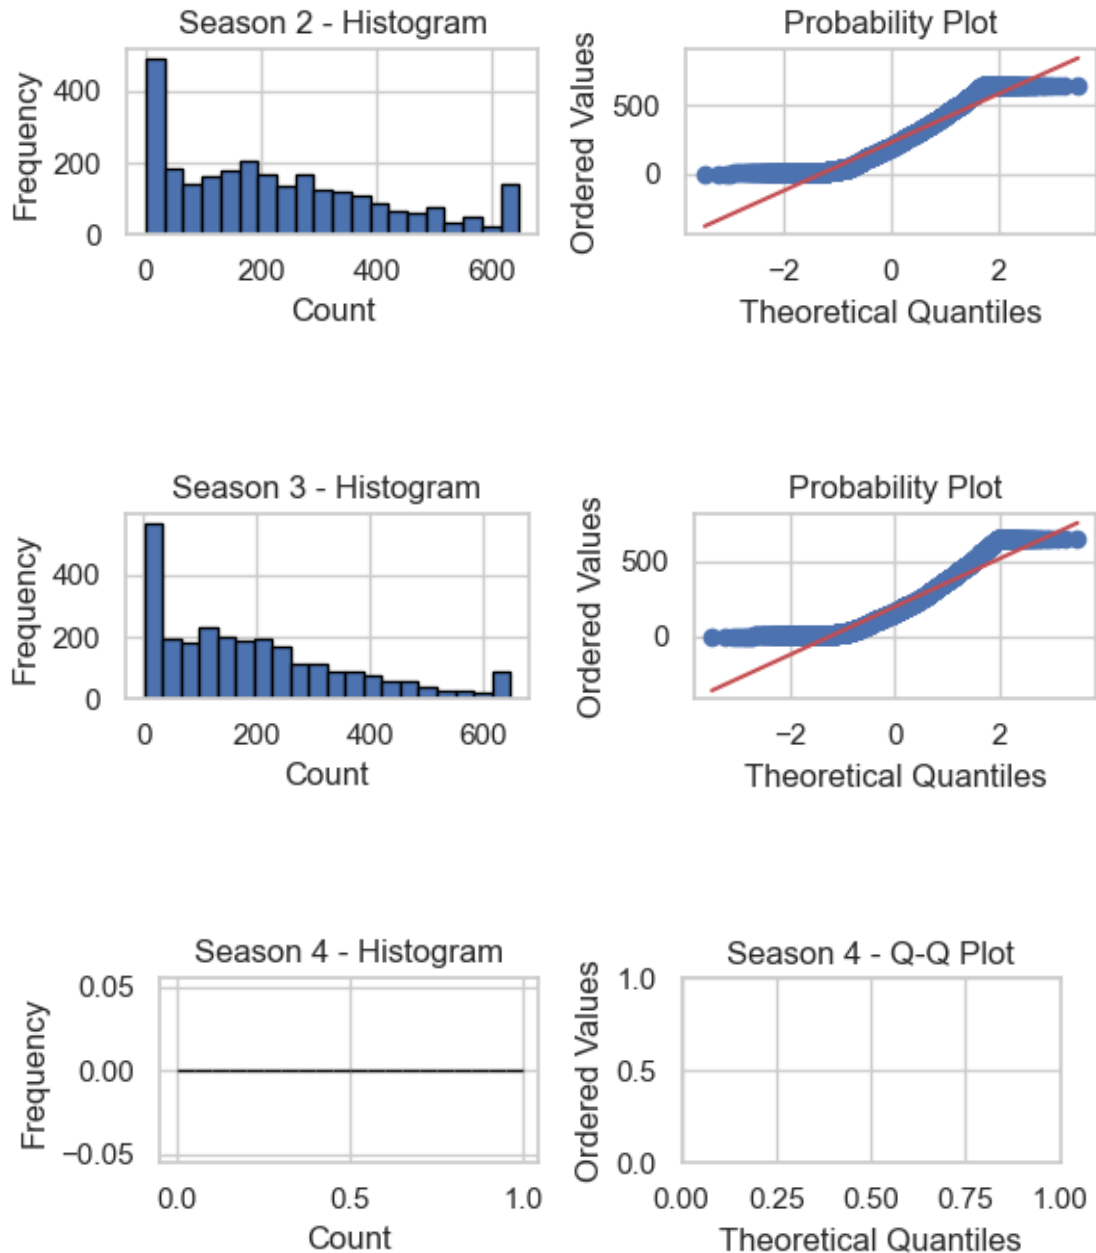 Season 2 - Histogram
Probability Plot
Frequency
400
200
0
0 200 400 600
Count
Ordered Values
500
0
−2 0 2
Theoretical Quantiles
Season 3 - Histogram
Probability Plot
Frequency
400
200
0
0 200 400 600
Count
Ordered Values
500
0
−2 0 2
Theoretical Quantiles
Season 4 - Histogram
Season 4 - Q-Q Plot
Frequency
0.05
0.00
−0.05
0.0 0.5 1.0
Count
Ordered Values
1.0
0.5
0.0
0.00 0.25 0.50 0.75 1.00
Theoretical Quantiles